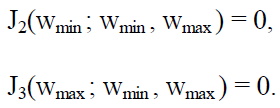 J₂(wₘᵢₙ; wₘᵢₙ, wₘₐₓ) = 0,
J₃(wₘₐₓ; wₘᵢₙ, wₘₐₓ) = 0.